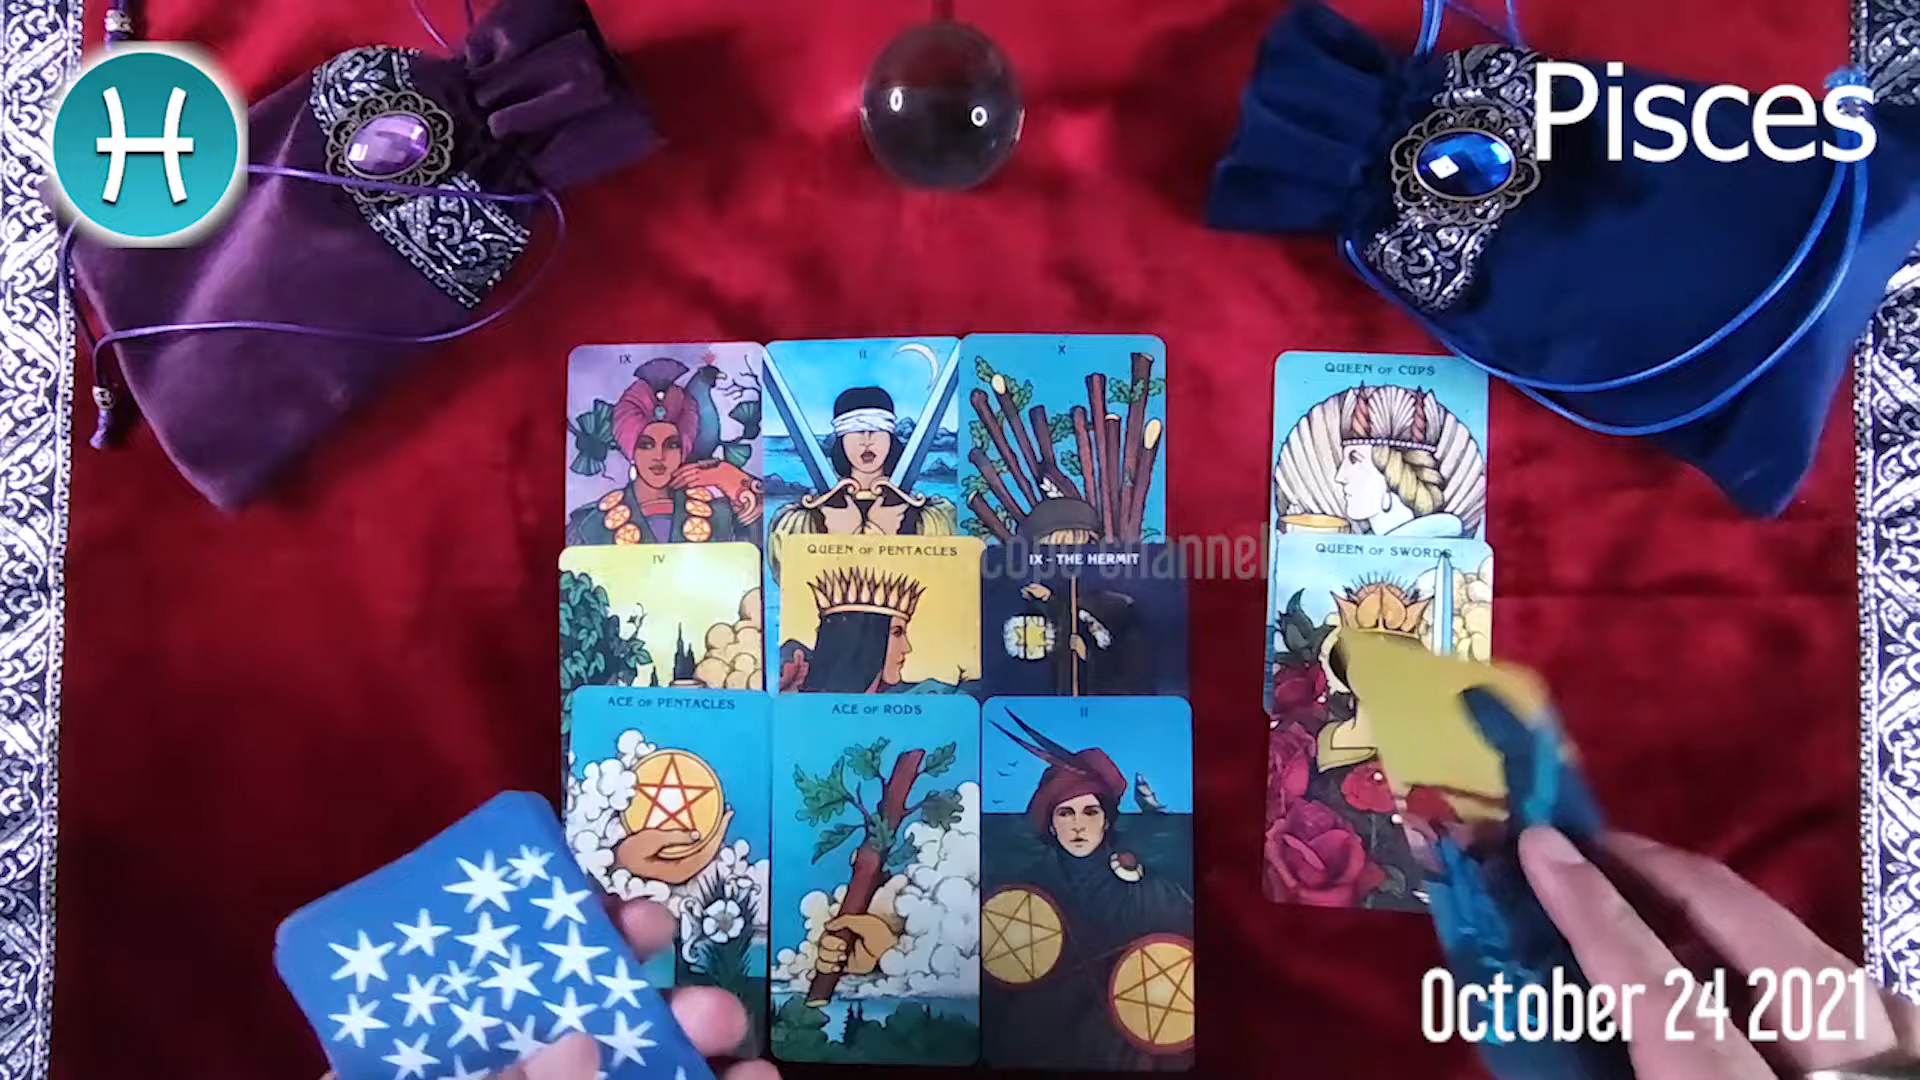 Pisces
IX
II
X
QUEEN OF CUPS
IV
QUEEN OF PENTACLES
IX - THE HERMIT
QUEEN OF SWORDS
channel
ACE OF PENTACLES
ACE OF RODS
II
October 24 2021